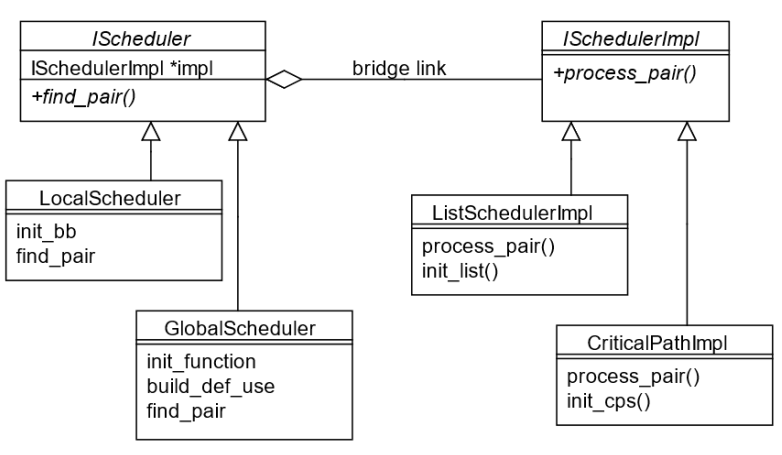 IScheduler
ISchedulerImpl *impl
+find_pair()
bridge link
ISchedulerImpl
+process_pair()
LocalScheduler
init_bb
find_pair
ListSchedulerImpl
process_pair()
init_list()
GlobalScheduler
init_function
build_def_use
find_pair
CriticalPathImpl
process_pair()
init_cps()